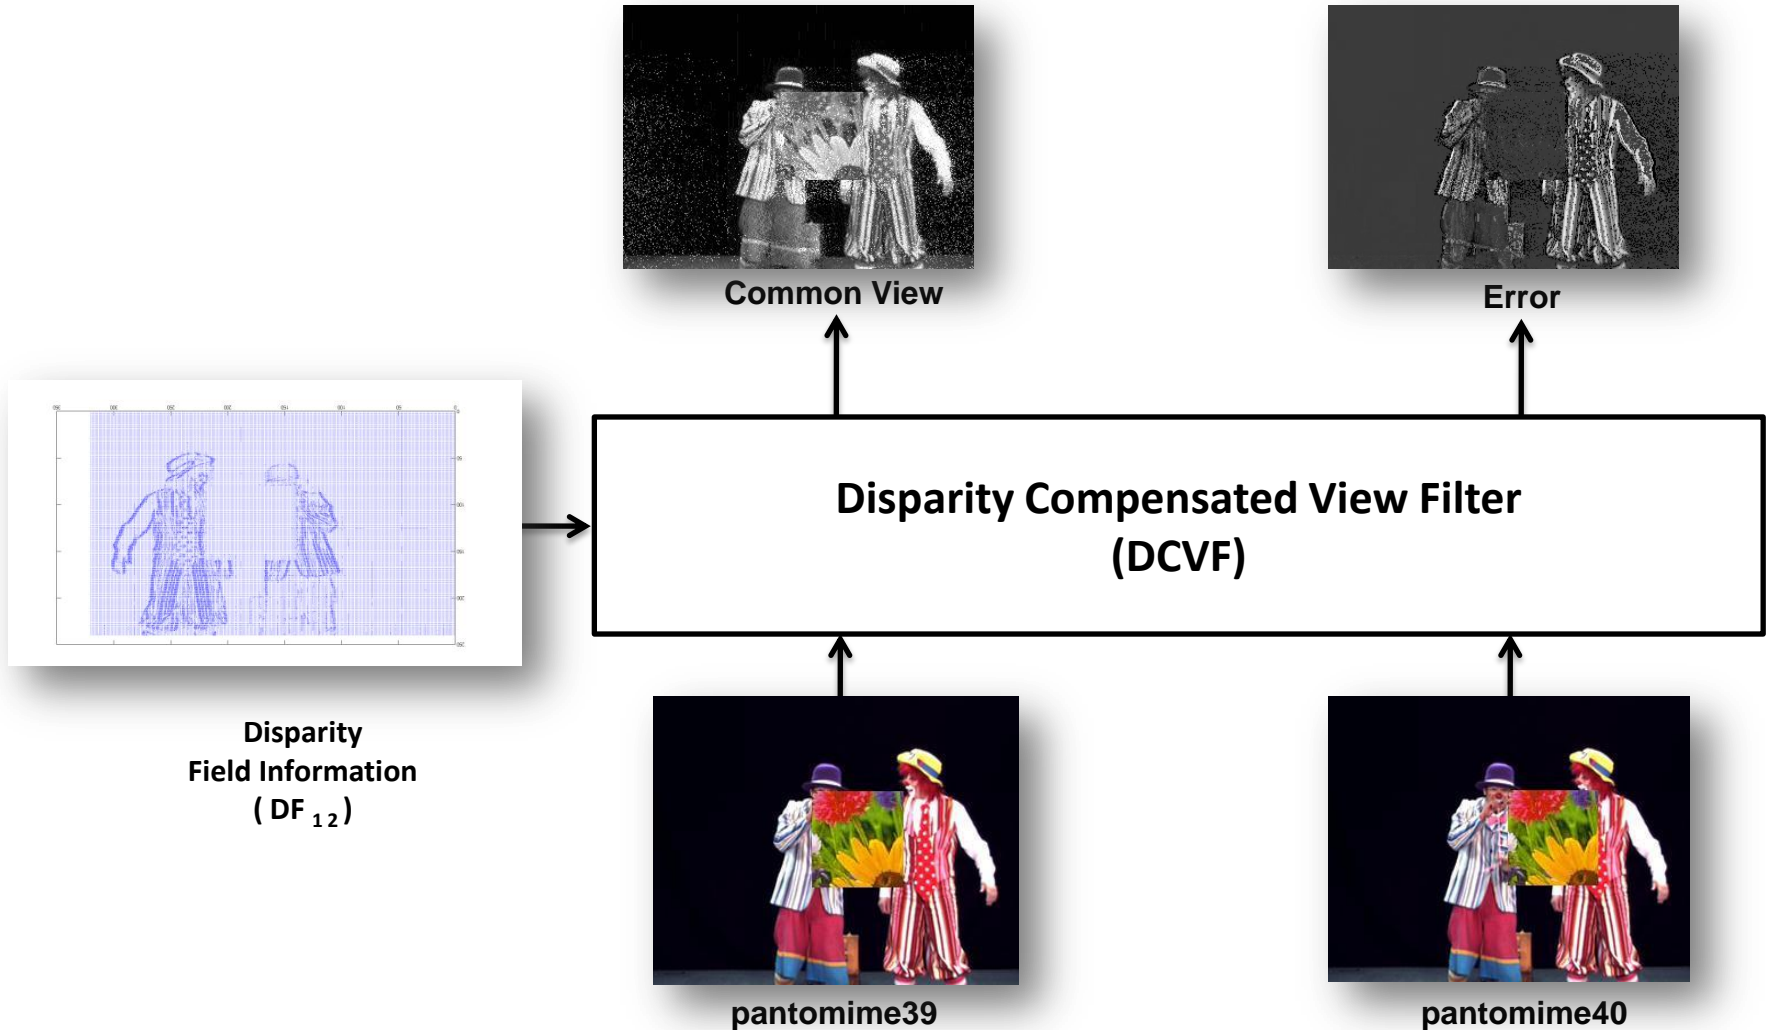 Common View
Error
Disparity Compensated View Filter
(DCVF)
Disparity
Field Information
( DF 1 2 )
pantomime39
pantomime40